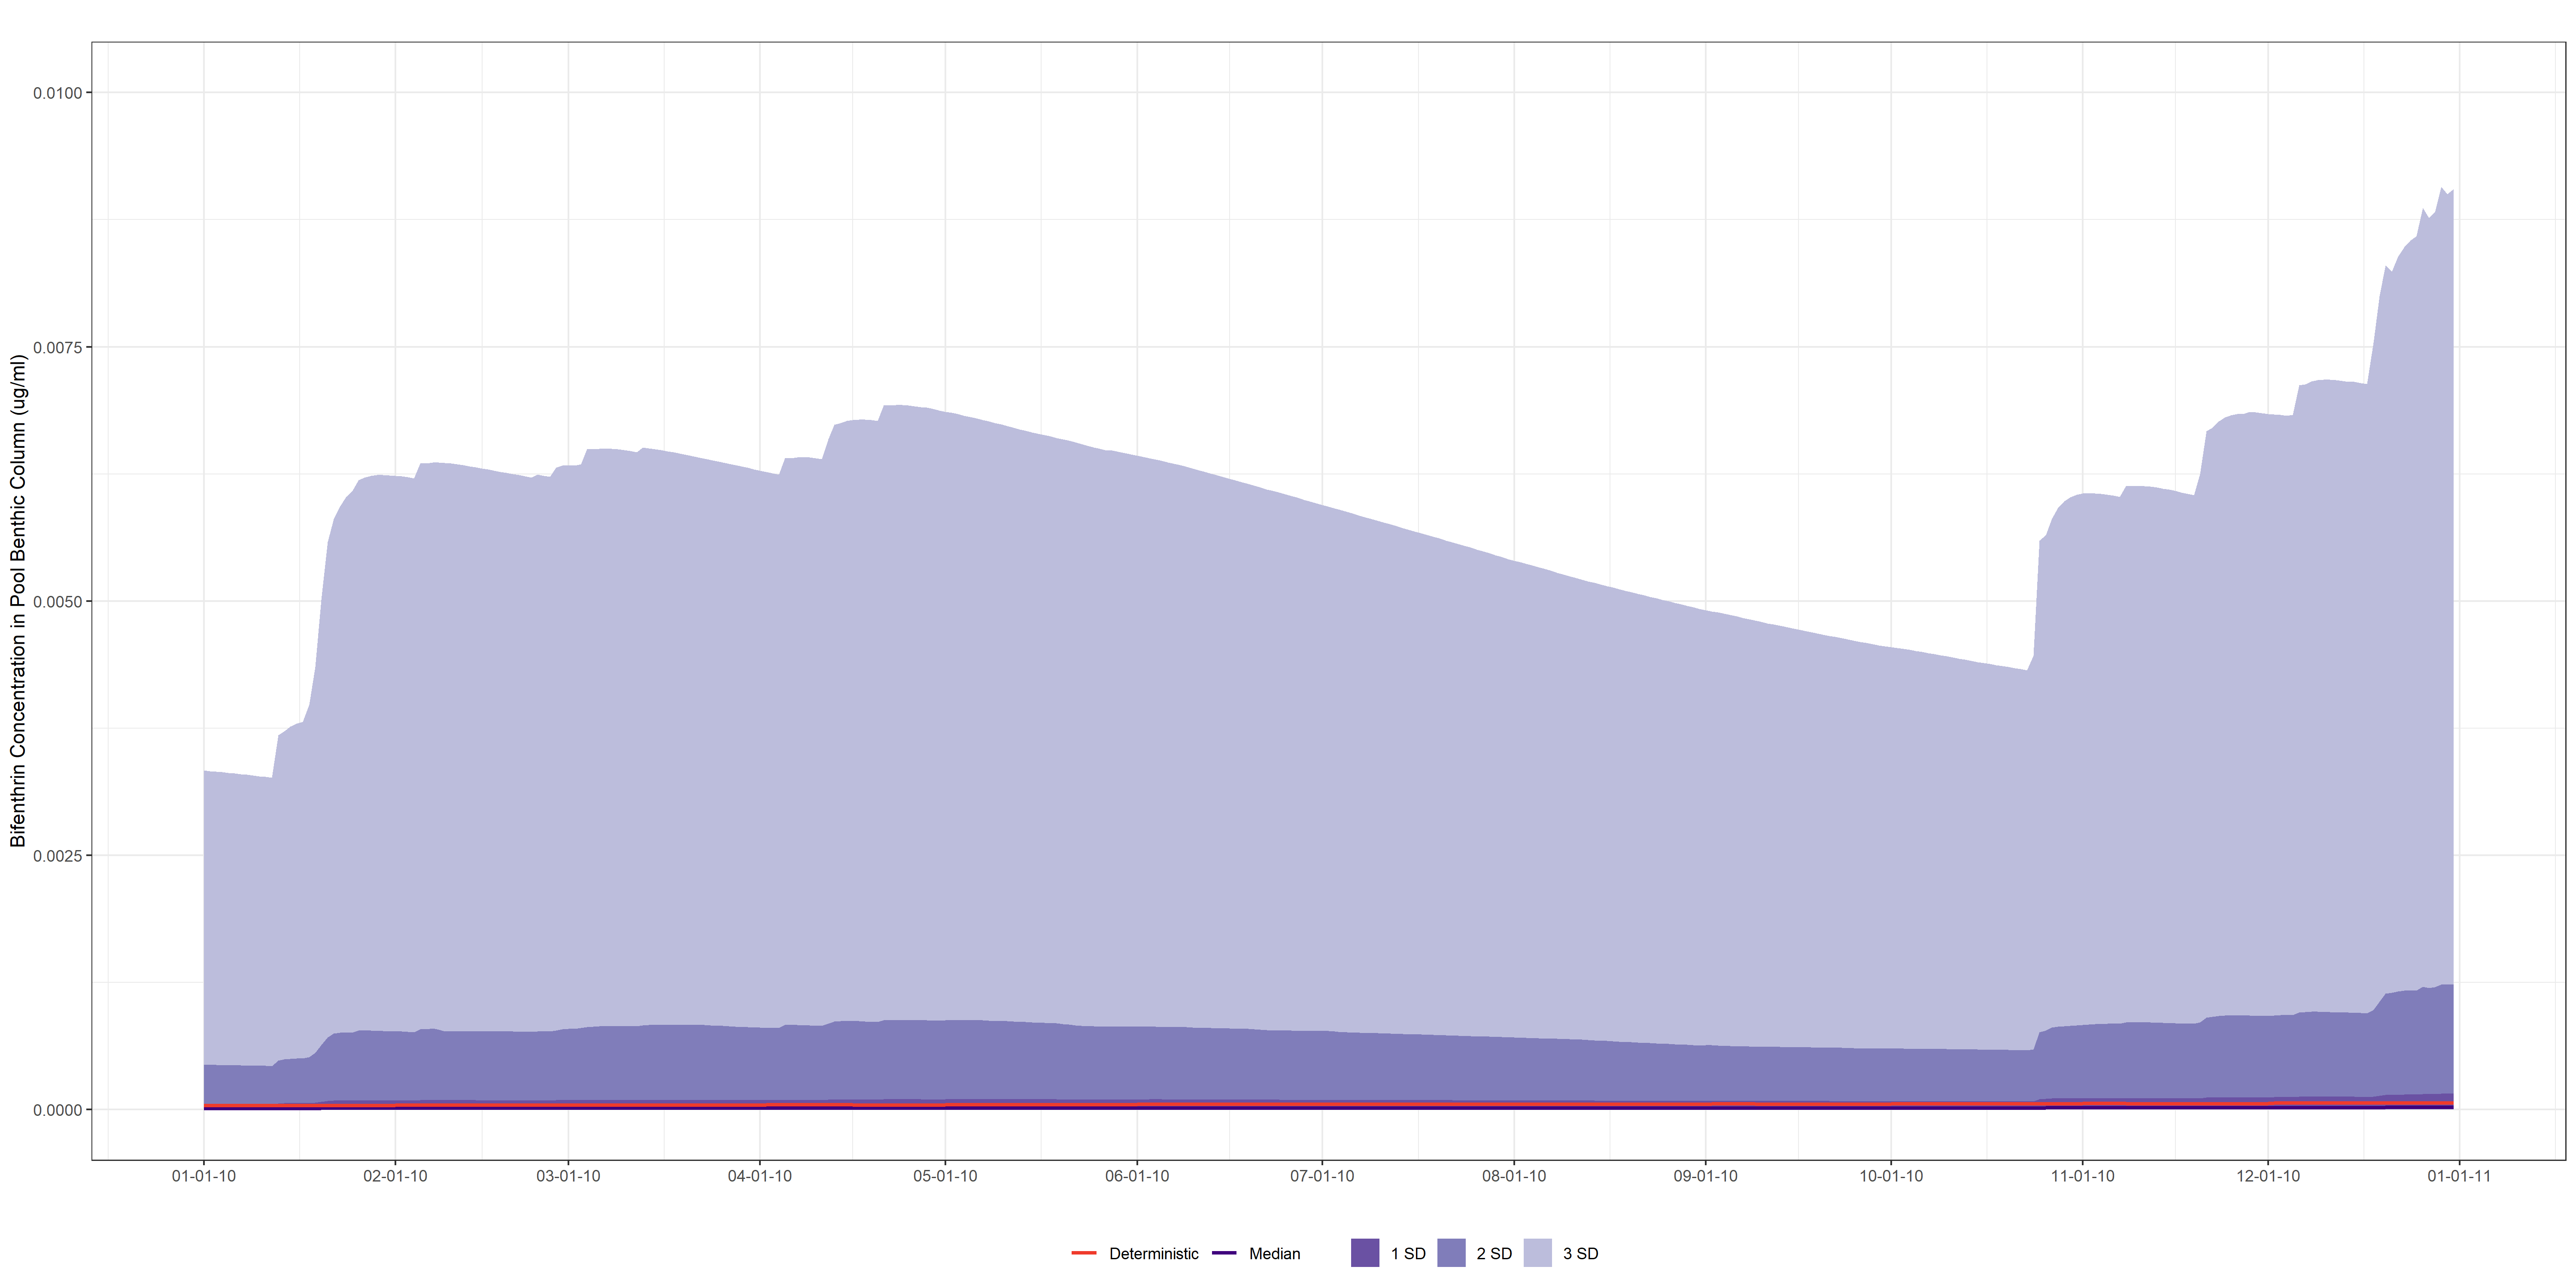 Bifenthrin Concentration in Pool Benthic Column (ug/ml)
0.0100
0.0075
0.0050
0.0025
0.0000
01-01-10 02-01-10 03-01-10 04-01-10 05-01-10 06-01-10 07-01-10 08-01-10 09-01-10 10-01-10 11-01-10 12-01-10 01-01-11
Deterministic Median 1 SD 2 SD 3 SD